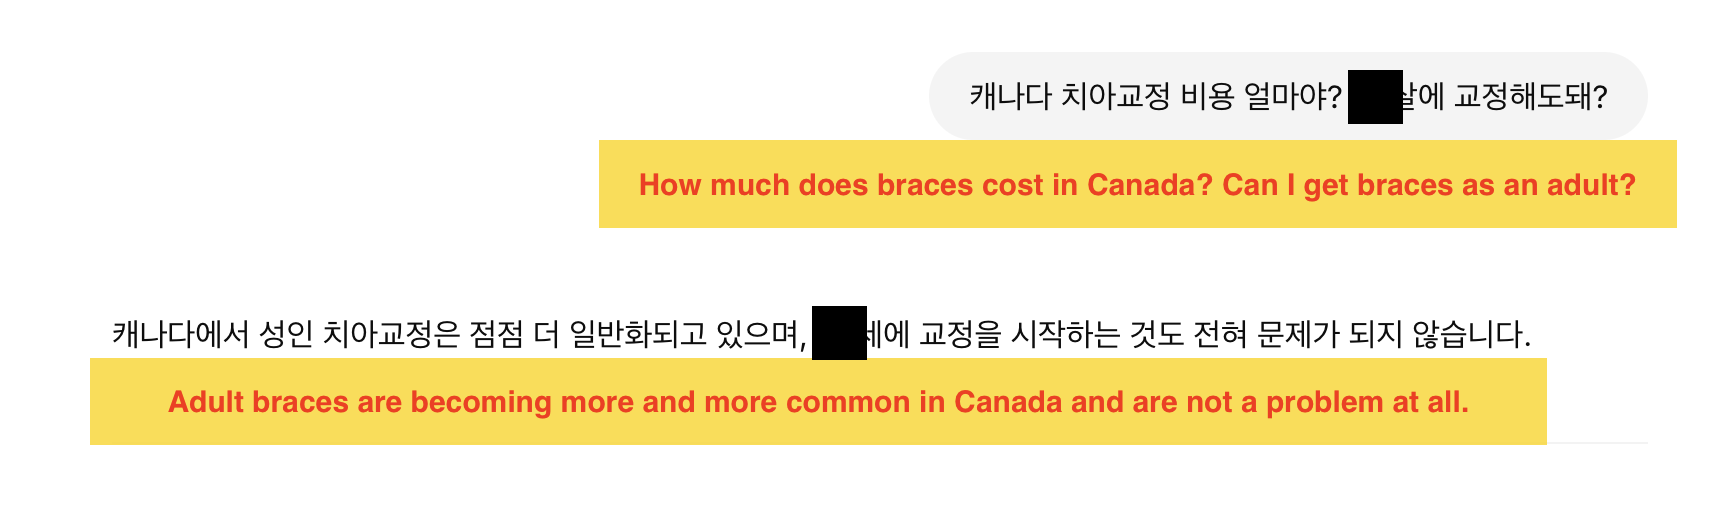 캐나다 치아교정 비용 얼마야? 살에 교정해도돼?
How much does braces cost in Canada? Can I get braces as an adult?
캐나다에서 성인 치아교정은 점점 더 일반화되고 있으며, 세에 교정을 시작하는 것도 전혀 문제가 되지 않습니다.
Adult braces are becoming more and more common in Canada and are not a problem at all.